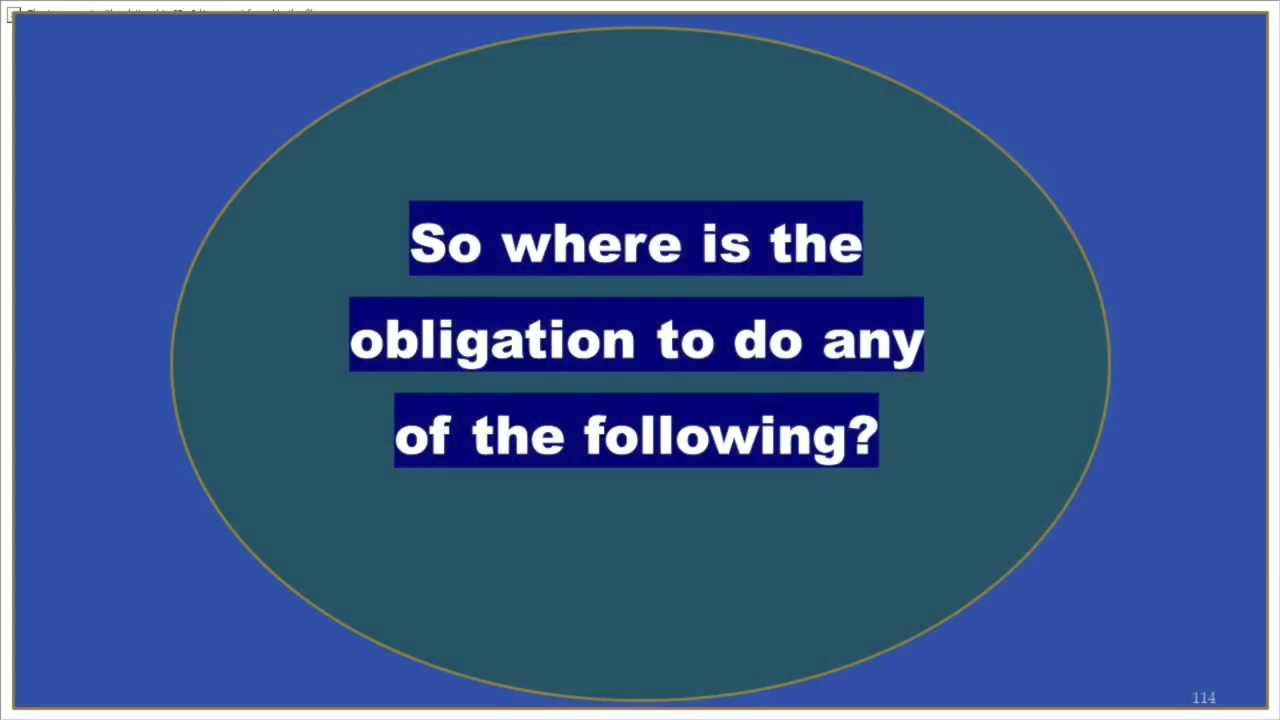 So where is the
obligation to do any
of the following?
114